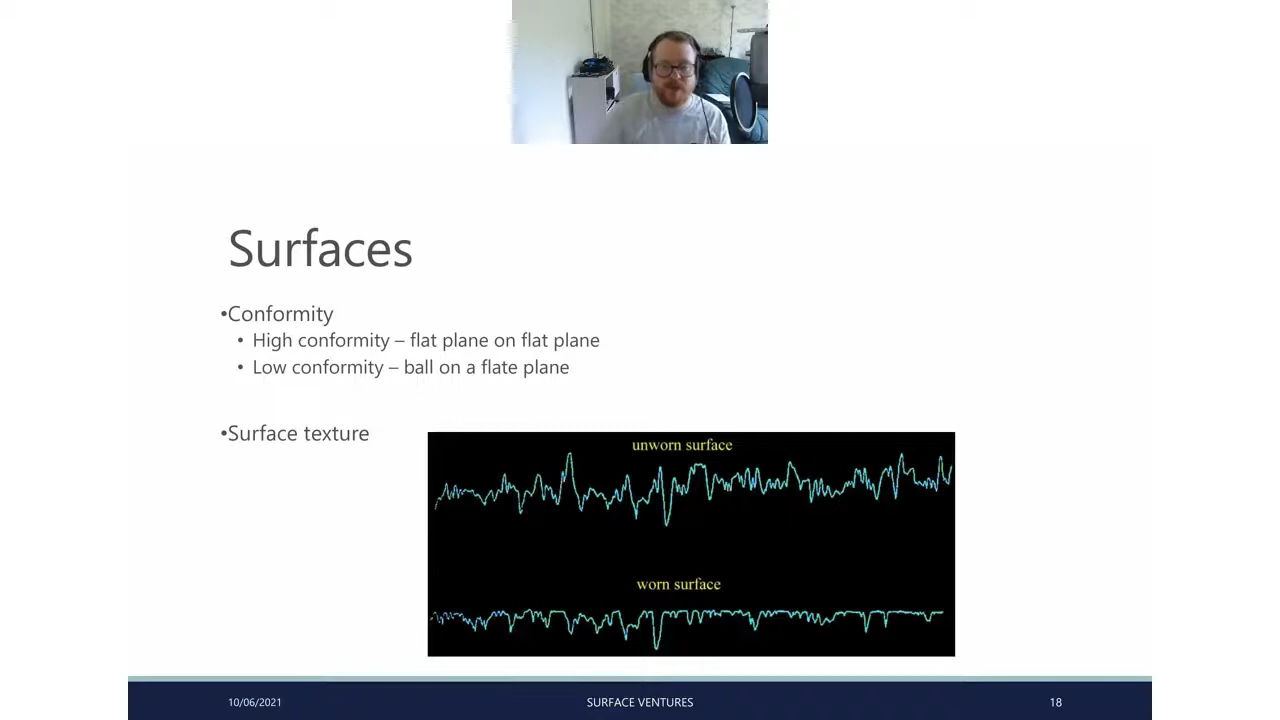 Surfaces
•Conformity
• High conformity – flat plane on flat plane
• Low conformity – ball on a flate plane
•Surface texture
unworn surface
worn surface
10/06/2021
SURFACE VENTURES
18